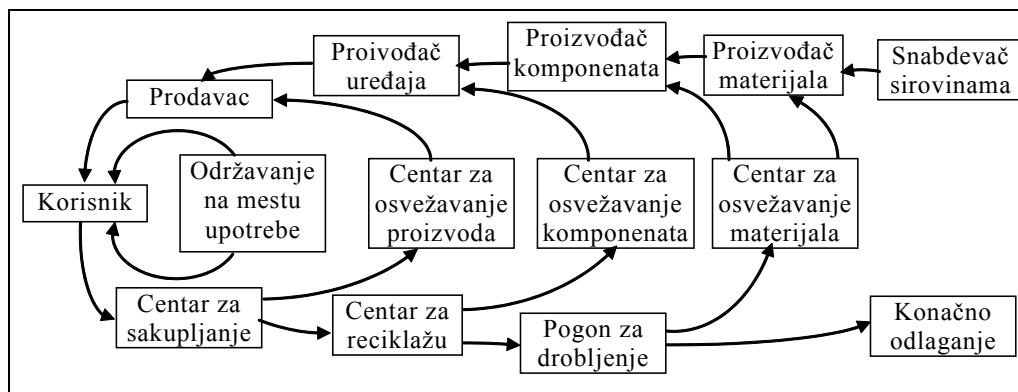 Proivođač
uređaja
Proizvođač
komponenata
Proizvođač
materijala
Snabdevač
sirovinama
Prodavac
Korisnik
Održavanje
na mestu
upotrebe
Centar za
osvežavanje
proizvoda
Centar za
osvežavanje
komponenata
Centar za
osvežavanje
materijala
Centar za
sakupljanje
Centar za
reciklažu
Pogon za
drobljenje
Konačno
odlaganje